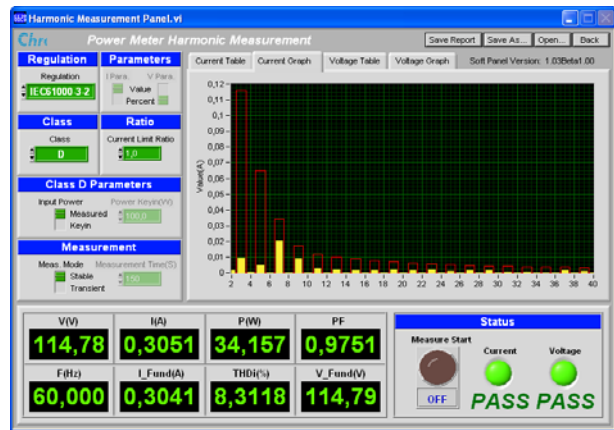 Harmonic Measurement Panel.vi
Chr
Power Meter Harmonic Measurement
Save Report Save As... Open... Back
Regulation
Regulation
IEC61000-3-2
Parameters
I Para. V Para.
Value
Percent
Class
Class
D
Ratio
Current Limit Ratio
1,0
Class D Parameters
Input Power Power Keyin(W)
Measured 100,0
Keyin
Measurement
Meas. Mode Measurement Time(S)
Stable 150
Transient
Current Table Current Graph Voltage Table Voltage Graph Soft Panel Version: 1.03Beta1.00
Value(A)
0,12
0,11
0,1
0,09
0,08
0,07
0,06
0,05
0,04
0,03
0,02
0,01
0
2 4 6 8 10 12 14 16 18 20 22 24 26 28 30 32 34 36 38 40
V(V) I(A) P(W) PF
114,78 0,3051 34,157 0,9751
F(Hz) I_Fund(A) THDi(%) V_Fund(V)
60,000 0,3041 8,3118 114,79
Status
Measure Start Current Voltage
OFF PASS PASS